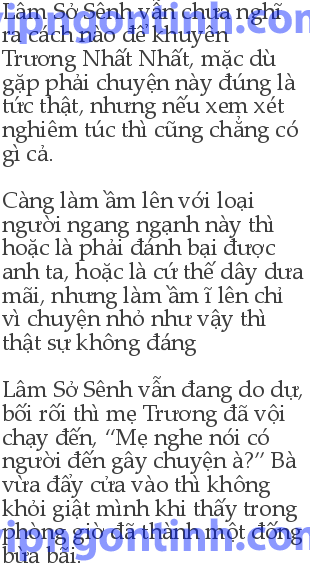 Lâm Sở Sênh vẫn chưa nghĩ
ra cách nào để khuyên
Trương Nhất Nhất, mặc dù
gặp phải chuyện này đúng là
tức thật, nhưng nếu xem xét
nghiêm túc thì cũng chẳng có
gì cả.
Càng làm ầm lên với loại
người ngang ngạnh này thì
hoặc là phải đánh bại được
anh ta, hoặc là cứ thế dây dưa
mãi, nhưng làm ầm ĩ lên chỉ
vì chuyện nhỏ như vậy thì
thật sự không đáng
Lâm Sở Sênh vẫn đang do dự,
bối rối thì mẹ Trương đã vội
chạy đến, “Mẹ nghe nói có
người đến gây chuyện à?” Bà
vừa đẩy cửa vào thì không
khỏi giật mình khi thấy trong
phòng giờ đã thành một đống
bừa bãi.
vipngontinh.com
vipngontinh.com